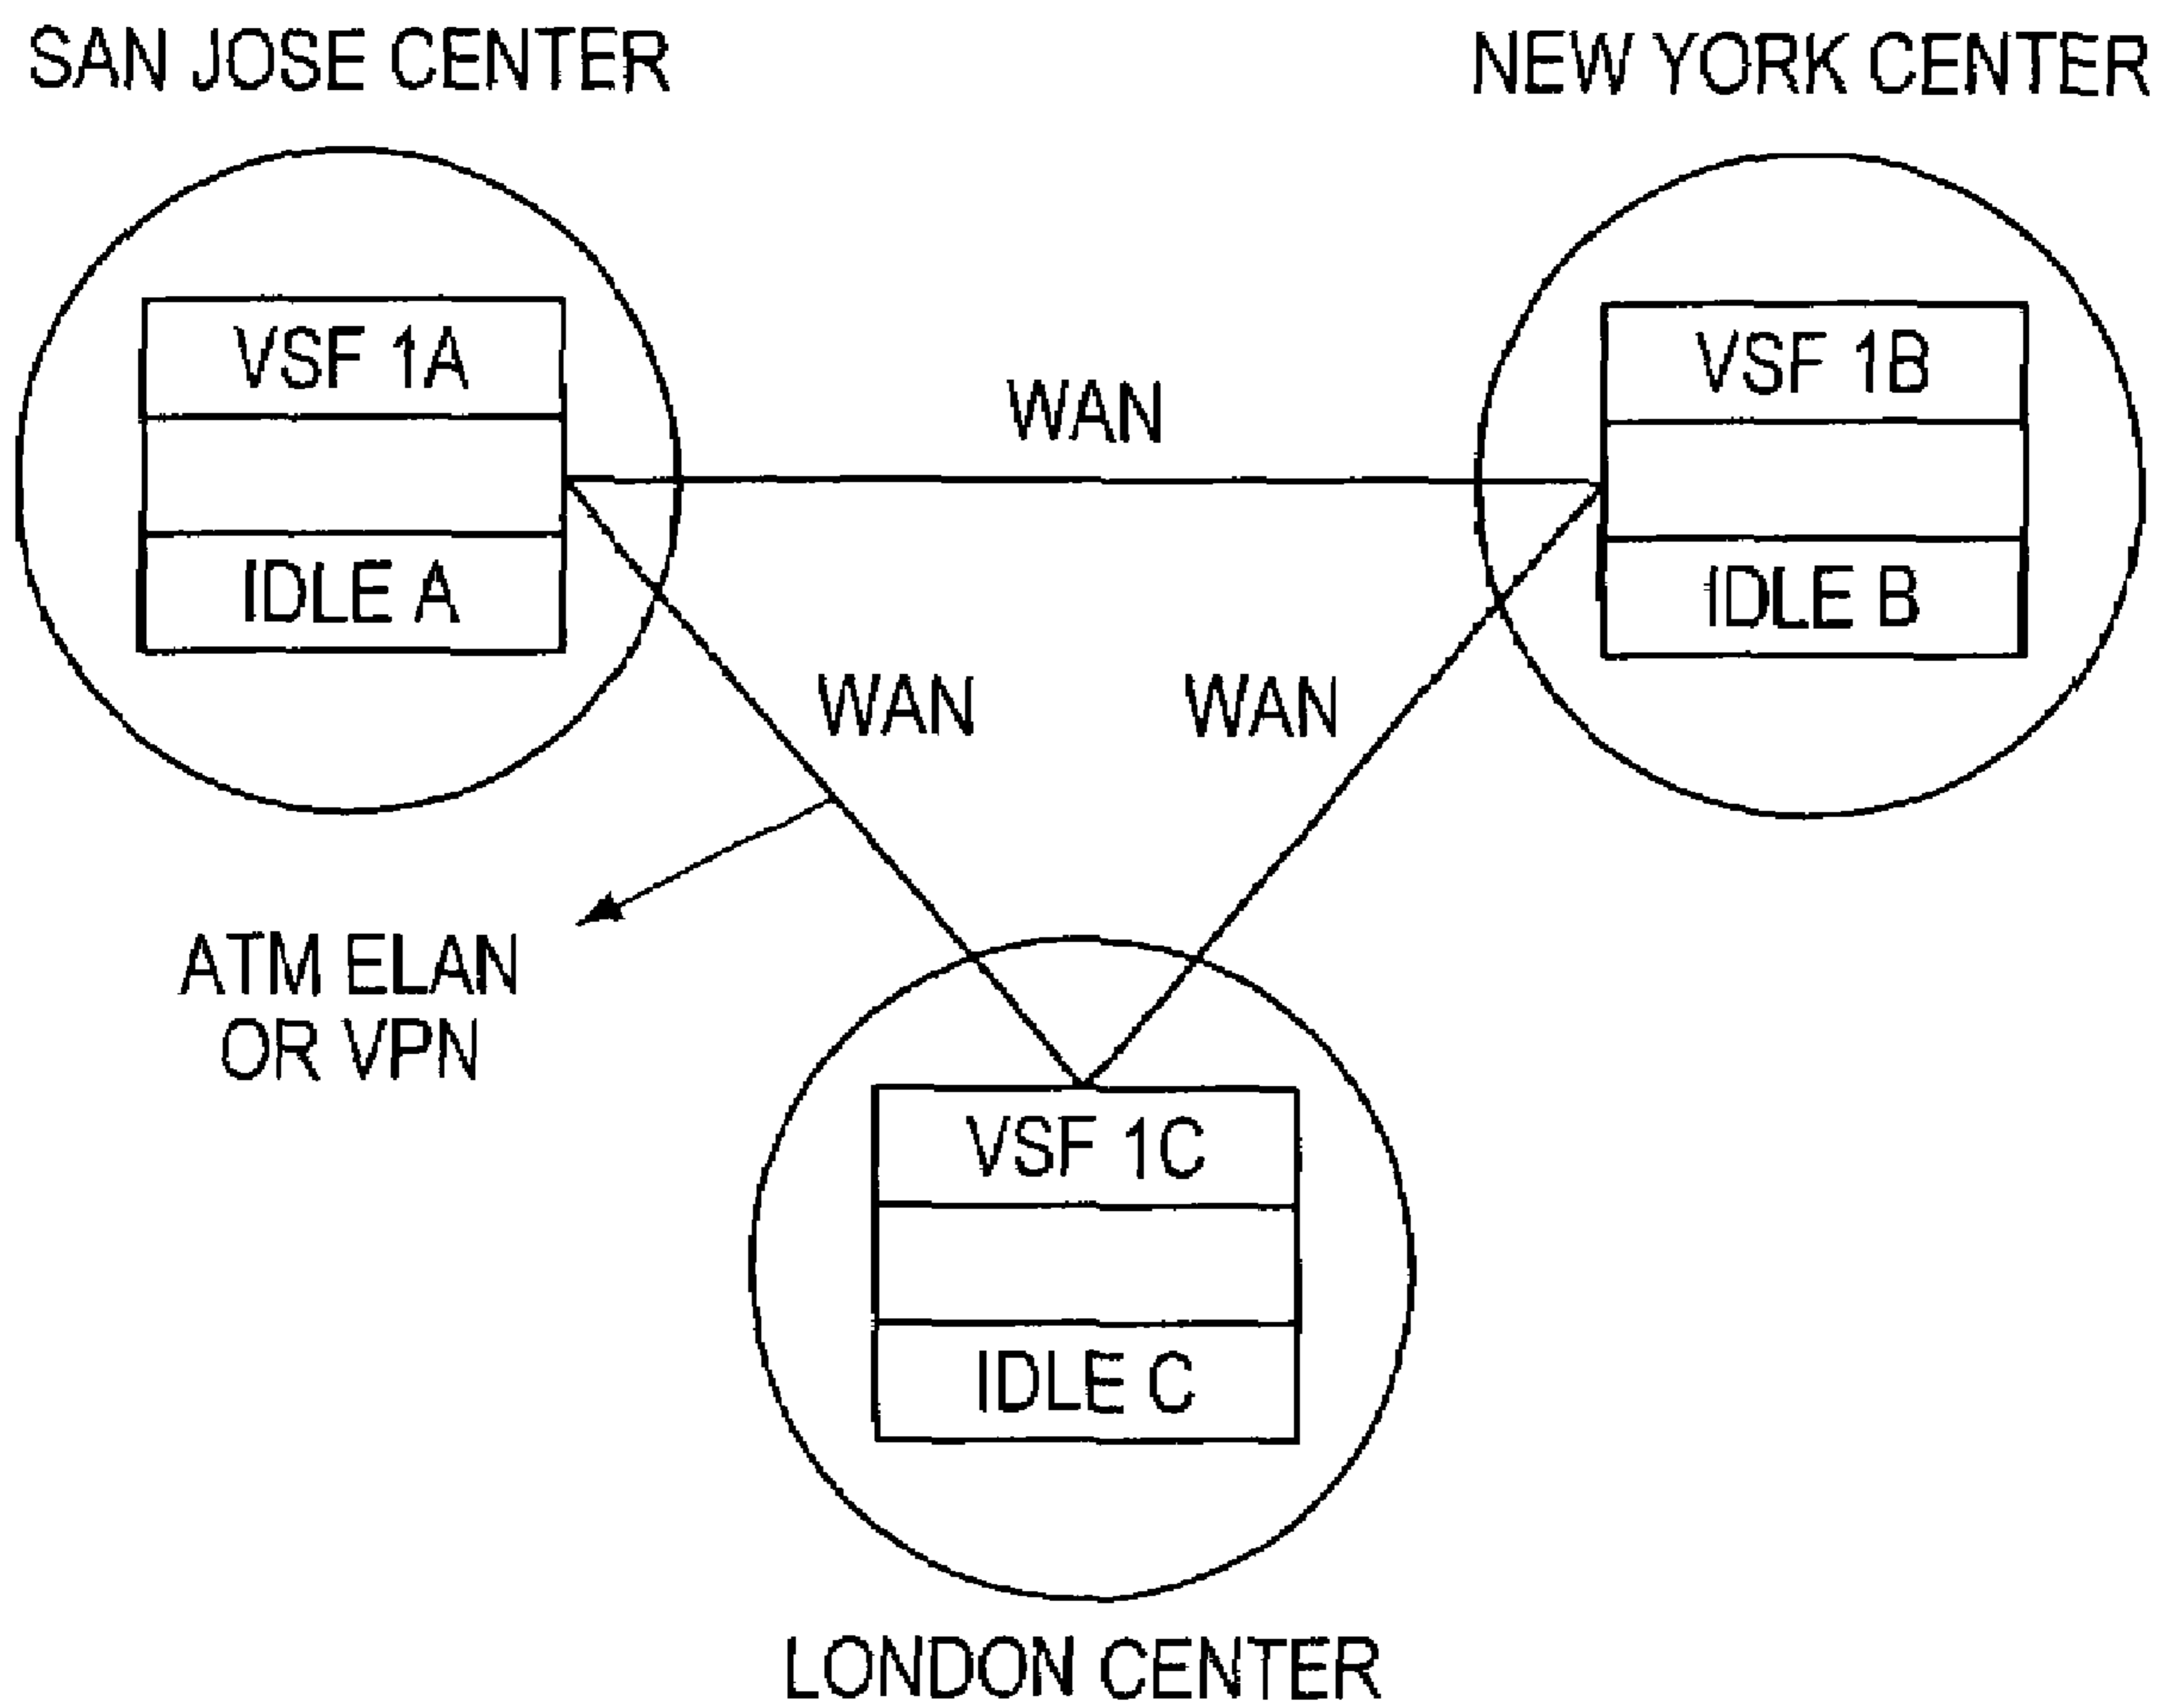 SAN JOSE CENTER
NEW YORK CENTER
VSF 1A
IDLE A
WAN
VSF 1B
IDLE B
WAN
WAN
ATM ELAN
OR VPN
VSF 1C
IDLE C
LONDON CENTER